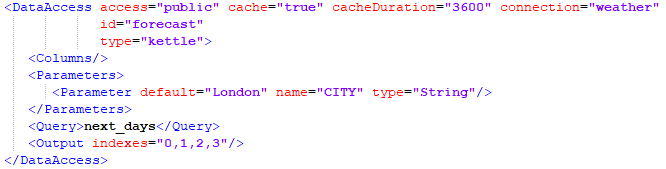 <DataAccess access="public" cache="true" cacheDuration="3600" connection="weather"
id="forecast"
type="kettle">
<Columns/>
<Parameters>
<Parameter default="London" name="CITY" type="String"/>
</Parameters>
<Query>next_days</Query>
<Output indexes="0,1,2,3"/>
</DataAccess>